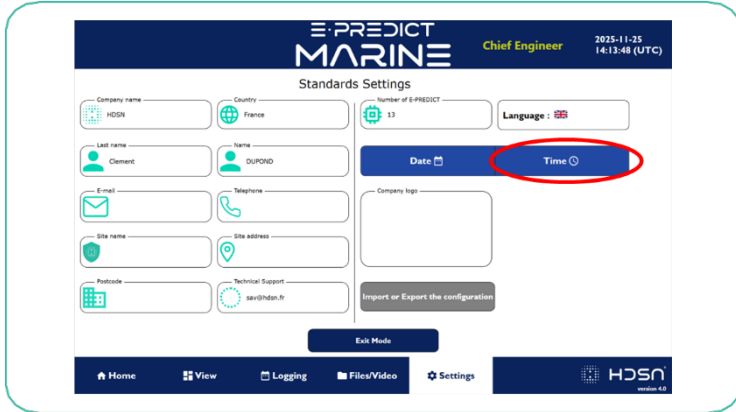 E·PREDICT
MARINE
Chief Engineer
2025-11-25
14:13:48 (UTC)
Standards Settings
Company name
HDSN
Country
France
Number of E-PREDICT
13
Language :
Last name
Clement
Name
DUPOND
Date
Time
E-mail
Telephone
Company logo
Site name
Site address
Postcode
Technical Support
sav@hdsn.fr
Import or Export the configuration
Exit Mode
Home
View
Logging
Files/Video
Settings
HDSN
version 4.0